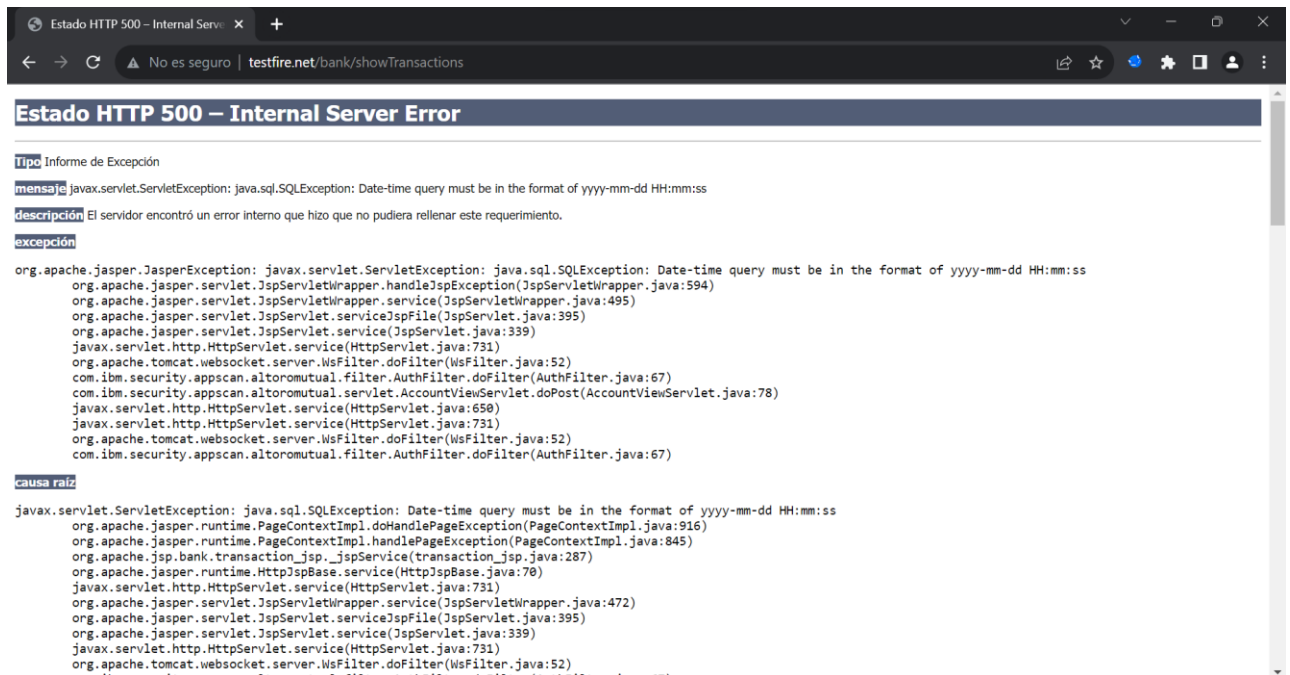 Estado HTTP 500 – Internal Serve
No es seguro | testfire.net/bank/showTransactions
Estado HTTP 500 – Internal Server Error
Tipo Informe de Excepción
mensaje javax.servlet.ServletException: java.sql.SQLException: Date-time query must be in the format of yyyy-mm-dd HH:mm:ss
descripción El servidor encontró un error interno que hizo que no pudiera rellenar este requerimiento.
excepción
org.apache.jasper.JasperException: javax.servlet.ServletException: java.sql.SQLException: Date-time query must be in the format of yyyy-mm-dd HH:mm:ss
org.apache.jasper.servlet.JspServletWrapper.handleJspException(JspServletWrapper.java:594)
org.apache.jasper.servlet.JspServletWrapper.service(JspServletWrapper.java:495)
org.apache.jasper.servlet.JspServlet.serviceJspFile(JspServlet.java:395)
org.apache.jasper.servlet.JspServlet.service(JspServlet.java:339)
javax.servlet.http.HttpServlet.service(HttpServlet.java:731)
org.apache.tomcat.websocket.server.WsFilter.doFilter(WsFilter.java:52)
com.ibm.security.appscan.altoromutual.filter.AuthFilter.doFilter(AuthFilter.java:67)
com.ibm.security.appscan.altoromutual.servlet.AccountViewServlet.doPost(AccountViewServlet.java:78)
javax.servlet.http.HttpServlet.service(HttpServlet.java:650)
javax.servlet.http.HttpServlet.service(HttpServlet.java:731)
org.apache.tomcat.websocket.server.WsFilter.doFilter(WsFilter.java:52)
com.ibm.security.appscan.altoromutual.filter.AuthFilter.doFilter(AuthFilter.java:67)
causa raíz
javax.servlet.ServletException: java.sql.SQLException: Date-time query must be in the format of yyyy-mm-dd HH:mm:ss
org.apache.jasper.runtime.PageContextImpl.doHandlePageException(PageContextImpl.java:916)
org.apache.jasper.runtime.PageContextImpl.handlePageException(PageContextImpl.java:845)
org.apache.jsp.bank.transaction_jsp._jspService(transaction_jsp.java:287)
org.apache.jasper.runtime.HttpJspBase.service(HttpJspBase.java:70)
javax.servlet.http.HttpServlet.service(HttpServlet.java:731)
org.apache.jasper.servlet.JspServletWrapper.service(JspServletWrapper.java:472)
org.apache.jasper.servlet.JspServlet.serviceJspFile(JspServlet.java:395)
org.apache.jasper.servlet.JspServlet.service(JspServlet.java:339)
javax.servlet.http.HttpServlet.service(HttpServlet.java:731)
org.apache.tomcat.websocket.server.WsFilter.doFilter(WsFilter.java:52)